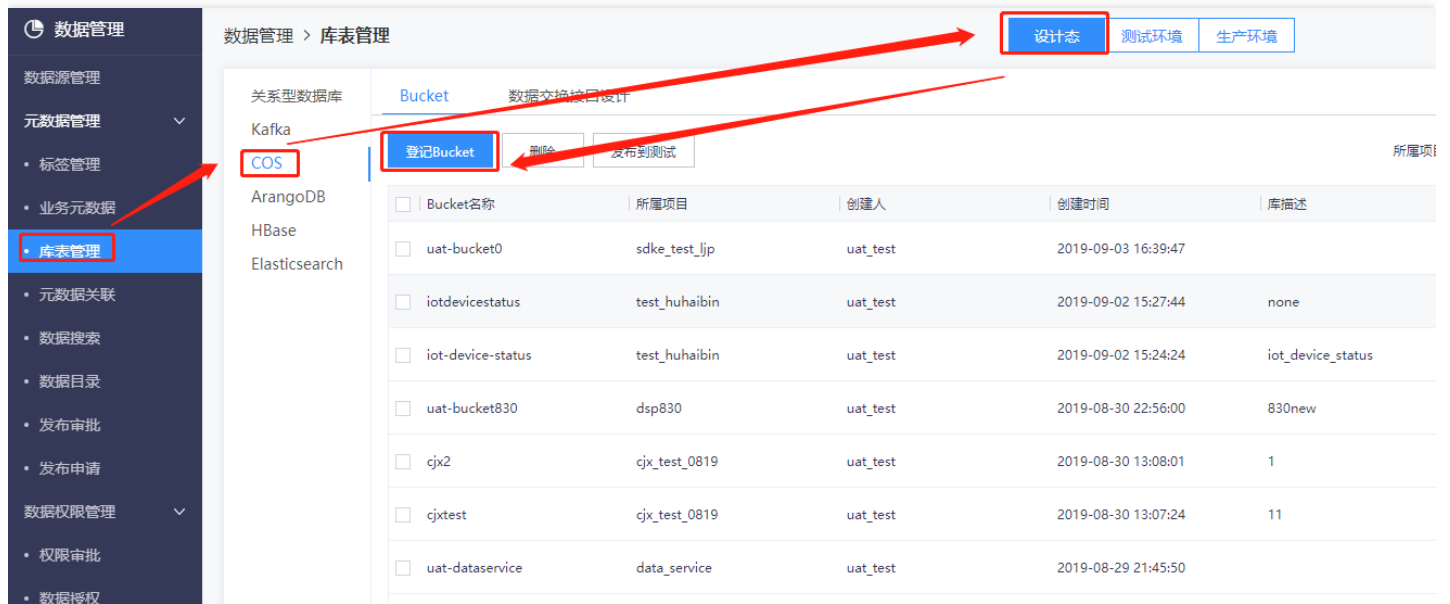 数据管理
数据源管理
元数据管理
标签管理
业务元数据
库表管理
元数据关联
数据搜索
数据目录
发布审批
发布申请
数据权限管理
权限审批
数据授权
数据管理 > 库表管理
设计态 测试环境 生产环境
关系型数据库
Kafka
COS
ArangoDB
HBase
Elasticsearch
Bucket 数据交换接口设计
登记Bucket 删除 发布到测试 所属项目
Bucket名称 所属项目 创建人 创建时间 库描述
uat-bucket0 sdke_test_ljp uat_test 2019-09-03 16:39:47
iotdevicestatus test_huhaibin uat_test 2019-09-02 15:27:44 none
iot-device-status test_huhaibin uat_test 2019-09-02 15:24:24 iot_device_status
uat-bucket830 dsp830 uat_test 2019-08-30 22:56:00 830new
cjx2 cjx_test_0819 uat_test 2019-08-30 13:08:01 1
cjxtest cjx_test_0819 uat_test 2019-08-30 13:07:24 11
uat-dataservice data_service uat_test 2019-08-29 21:45:50